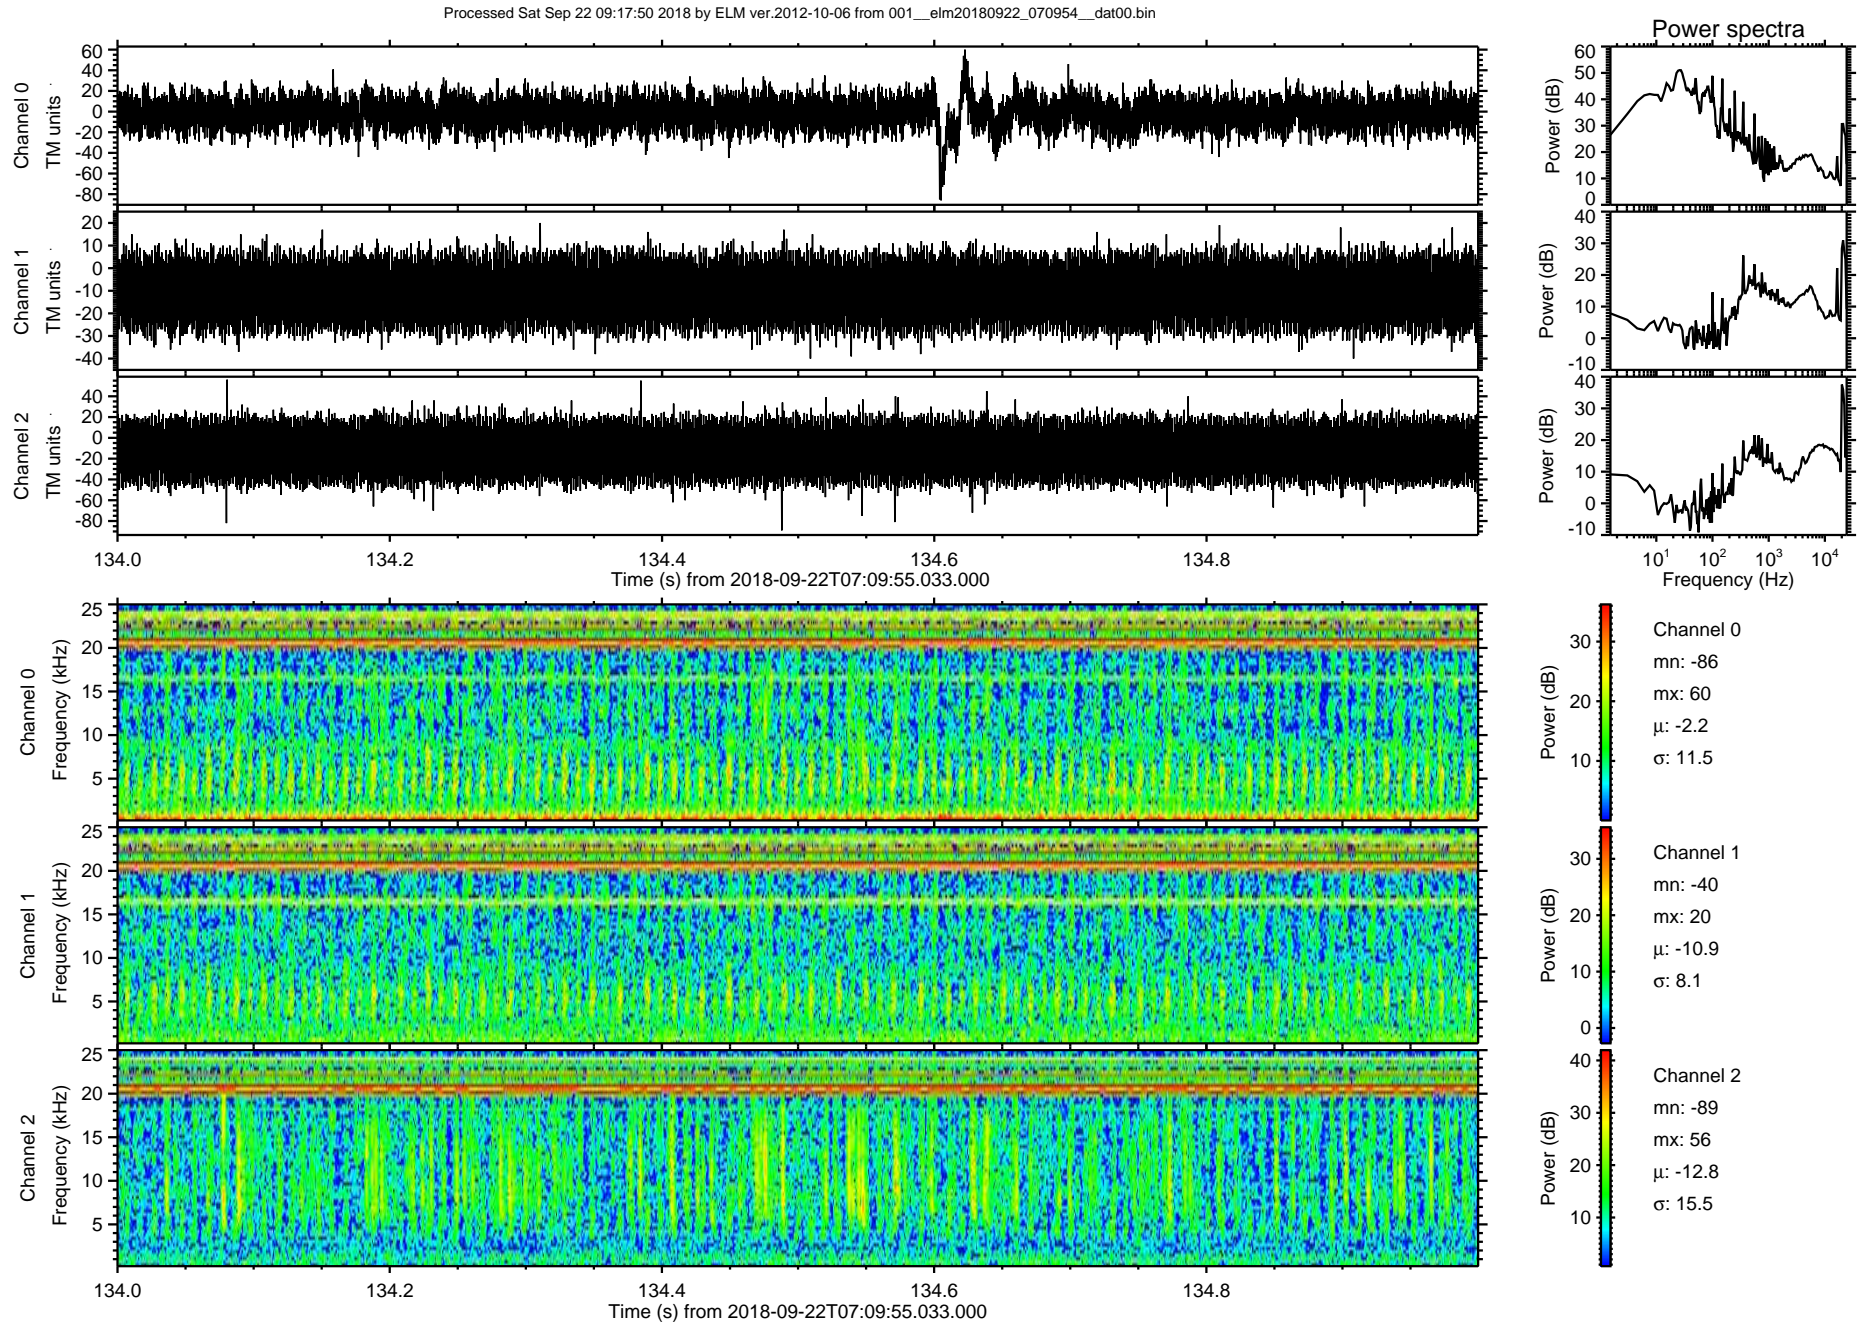 Processed Sat Sep 22 09:17:50 2018 by ELM ver.2012-10-06 from 001__elm20180922_070954__dat00.bin
Power spectra
Channel 0
TM units
60
40
20
0
-20
-40
-60
-80
Power (dB)
60
50
40
30
20
10
0
Channel 1
TM units
20
10
0
-10
-20
-30
-40
Power (dB)
40
30
20
10
0
-10
Channel 2
TM units
40
20
0
-20
-40
-60
-80
Power (dB)
40
30
20
10
0
-10
134.0 134.2 134.4 134.6 134.8
Time (s) from 2018-09-22T07:09:55.033.000
10¹ 10² 10³ 10⁴
Frequency (Hz)
Channel 0
Frequency (kHz)
25
20
15
10
5
Power (dB)
30
20
10
Channel 0
mn: -86
mx: 60
μ: -2.2
σ: 11.5
Channel 1
Frequency (kHz)
25
20
15
10
5
Power (dB)
30
20
10
0
Channel 1
mn: -40
mx: 20
μ: -10.9
σ: 8.1
Channel 2
Frequency (kHz)
25
20
15
10
5
Power (dB)
40
30
20
10
Channel 2
mn: -89
mx: 56
μ: -12.8
σ: 15.5
134.0 134.2 134.4 134.6 134.8
Time (s) from 2018-09-22T07:09:55.033.000